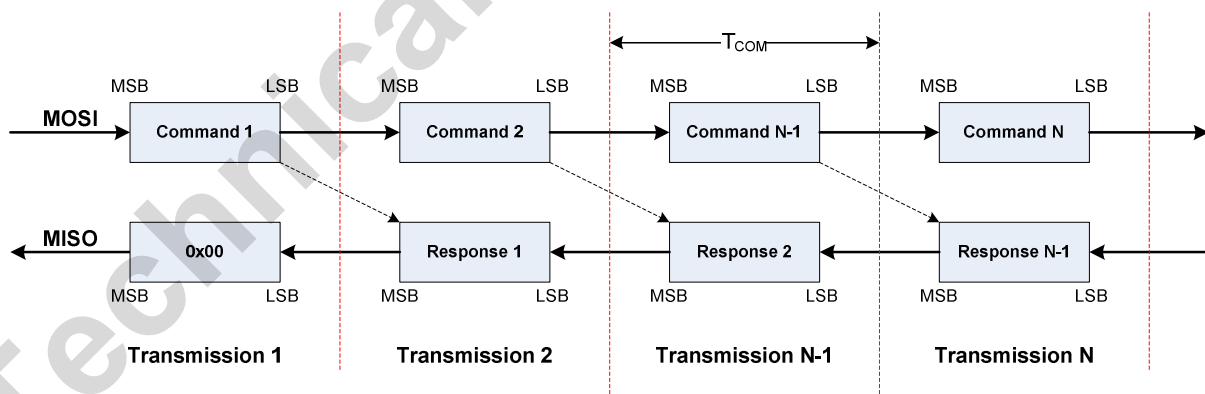 T_COM
MSB LSB MSB LSB MSB LSB MSB LSB
MOSI Command 1 Command 2 Command N-1 Command N
MISO 0x00 Response 1 Response 2 Response N-1
MSB LSB MSB LSB MSB LSB MSB LSB
Transmission 1 Transmission 2 Transmission N-1 Transmission N
Technical